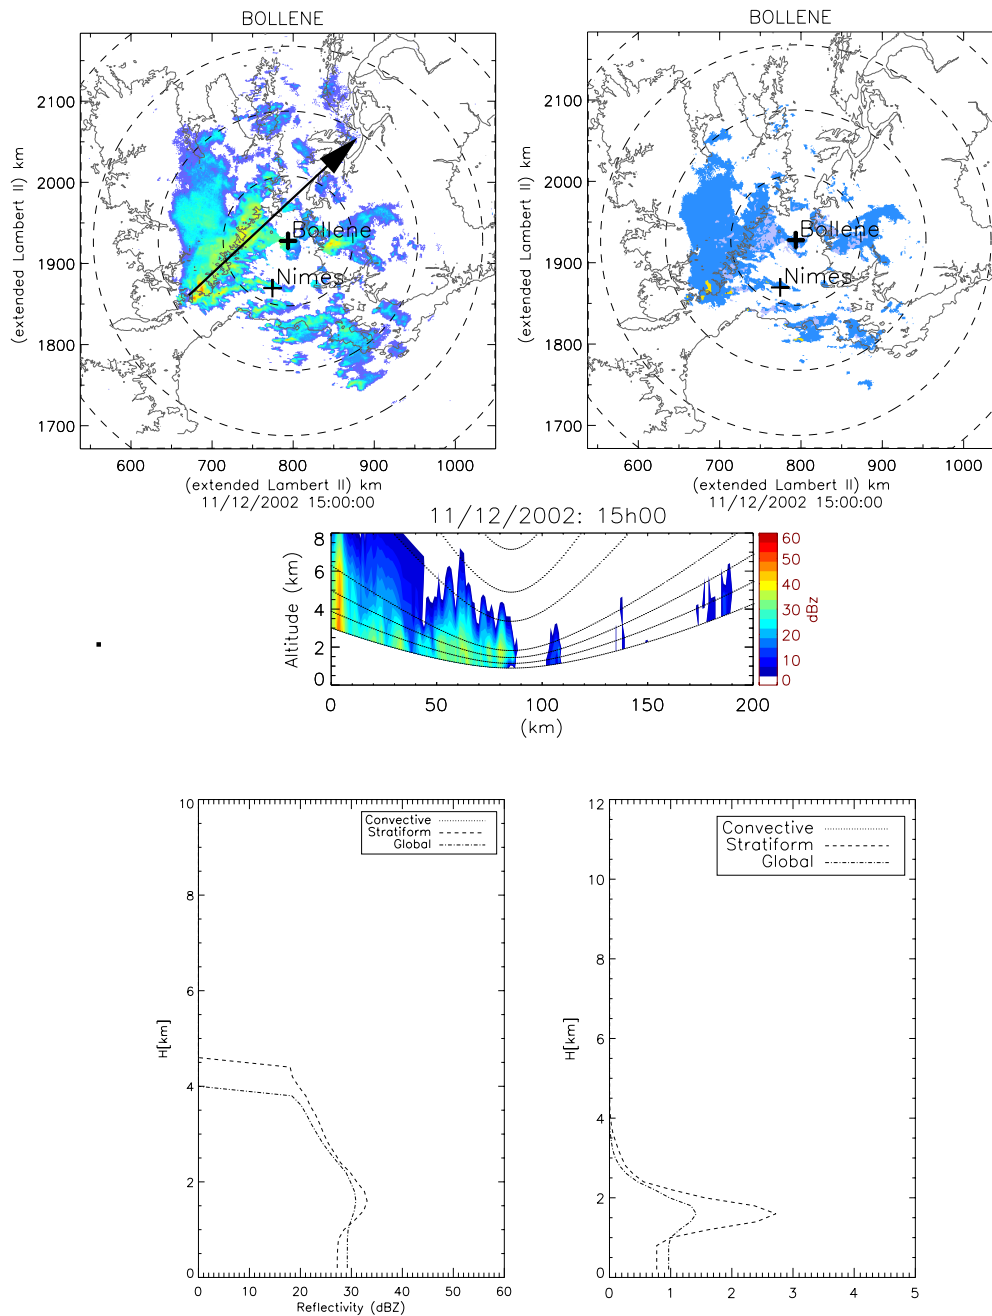 BOLLENE
2100
2000
1900
1800
1700
(extended Lambert II) km
Bollene
Nimes
600 700 800 900 1000
(extended Lambert II) km
11/12/2002 15:00:00
BOLLENE
2100
2000
1900
1800
1700
(extended Lambert II) km
Bollene
Nimes
600 700 800 900 1000
(extended Lambert II) km
11/12/2002 15:00:00
11/12/2002: 15h00
8
6
4
2
0
Altitude (km)
0 50 100 150 200
(km)
60
50
40
30
20
10
0
dBz
10
8
6
4
2
0
H[km]
Convective
Stratiform
Global
0 10 20 30 40 50 60
Reflectivity (dBZ)
12
10
8
6
4
2
0
H[km]
Convective
Stratiform
Global
0 1 2 3 4 5